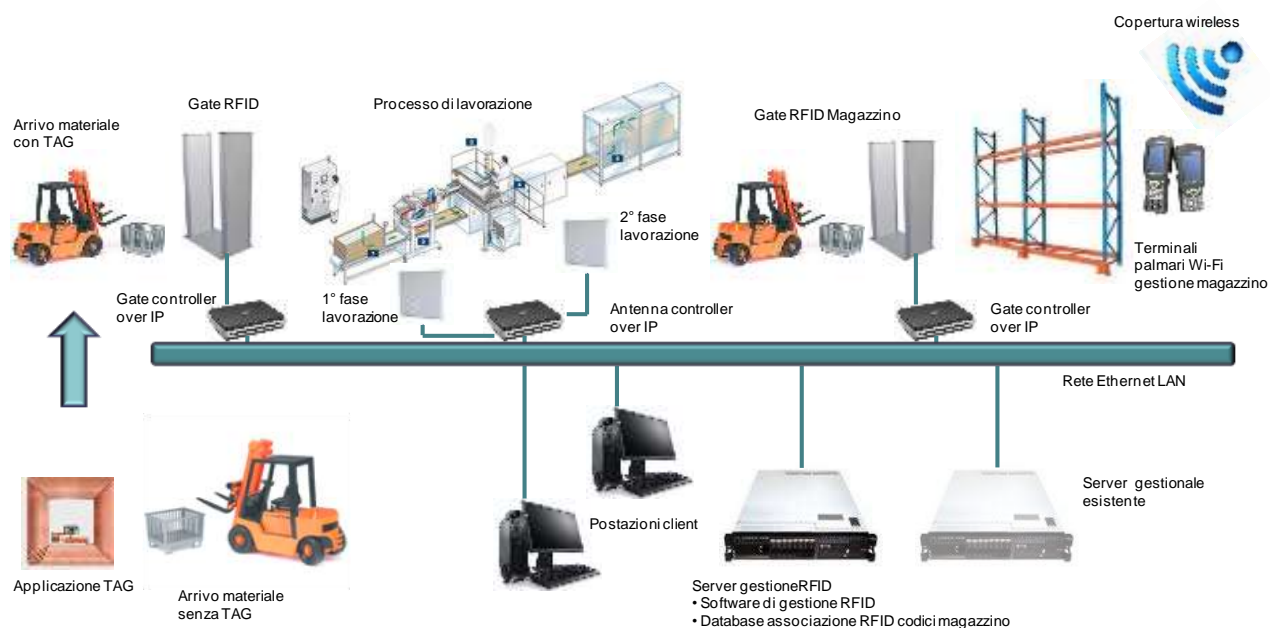 Copertura wireless
Gate RFID
Processo di lavorazione
Gate RFID Magazzino
Arrivo materiale
con TAG
2° fase
lavorazione
Terminali
palmari Wi-Fi
gestione magazzino
1° fase
lavorazione
Gate controller
over IP
Antenna controller
over IP
Gate controller
over IP
Rete Ethernet LAN
Server gestionale
esistente
Postazioni client
Applicazione TAG
Arrivo materiale
senza TAG
Server gestione RFID
• Software di gestione RFID
• Database associazione RFID codici magazzino